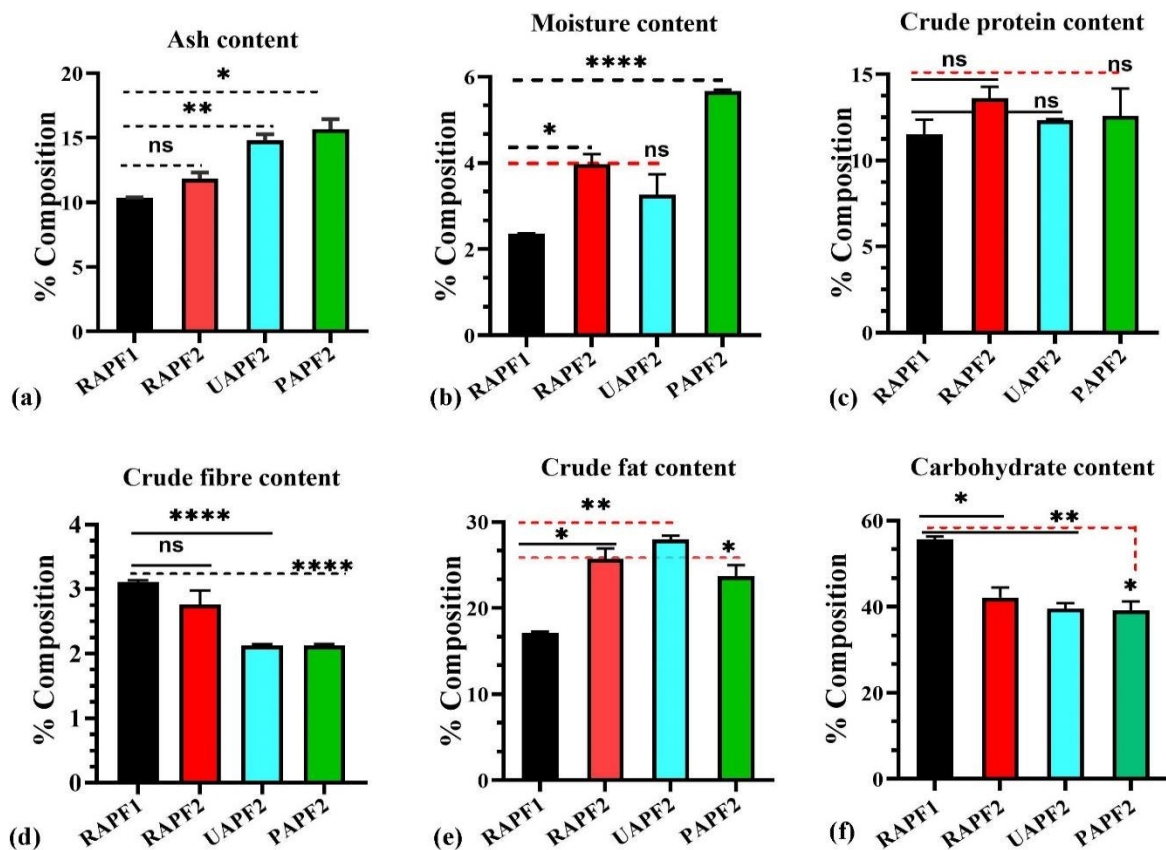 Ash content
% Composition
20
15
10
5
0
*
**
ns
RAPF1
RAPF2
UAPF2
PAPF2
(a)
Moisture content
% Composition
6
4
2
0
****
*
ns
RAPF1
RAPF2
UAPF2
PAPF2
(b)
Crude protein content
% Composition
15
10
5
0
ns
ns
ns
RAPF1
RAPF2
UAPF2
PAPF2
(c)
Crude fibre content
% Composition
4
3
2
1
0
****
ns
****
RAPF1
RAPF2
UAPF2
PAPF2
(d)
Crude fat content
% Composition
30
20
10
0
**
*
*
RAPF1
RAPF2
UAPF2
PAPF2
(e)
Carbohydrate content
% Composition
60
40
20
0
*
**
*
RAPF1
RAPF2
UAPF2
PAPF2
(f)